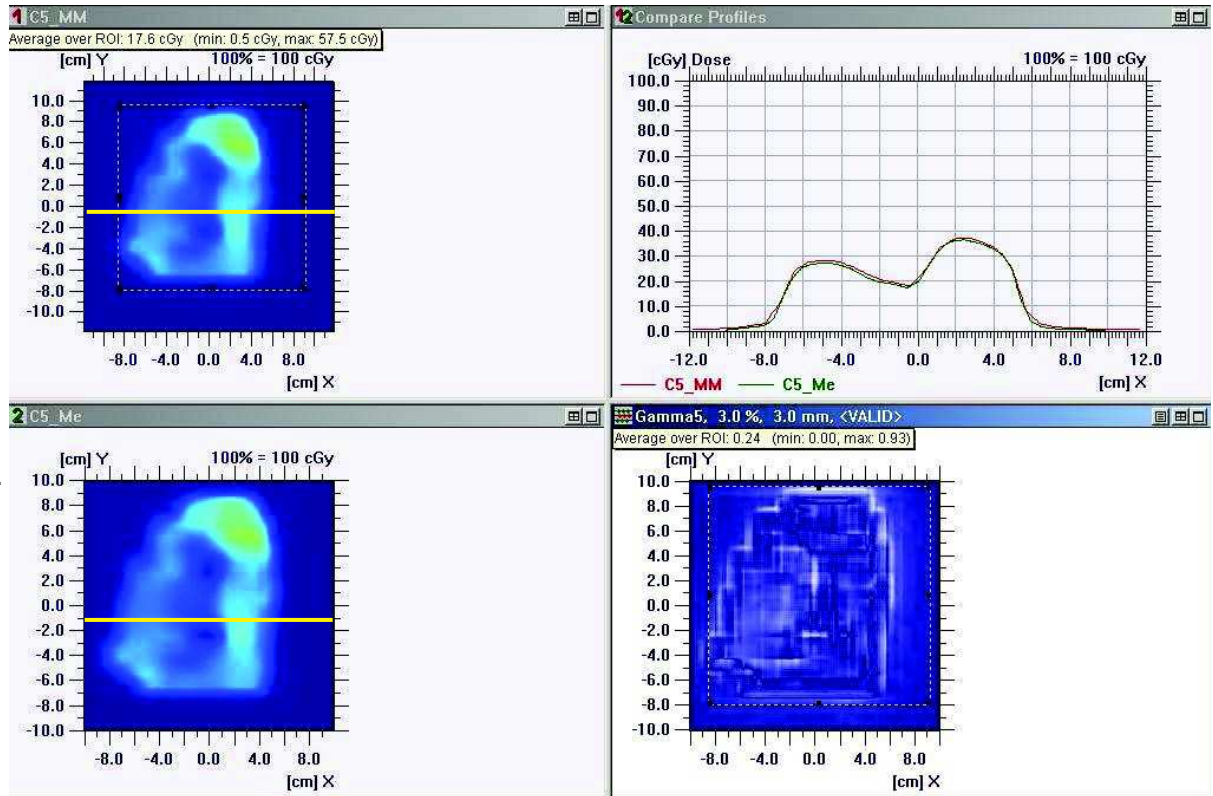 1 C5_MM
Average over ROI: 17.6 cGy (min: 0.5 cGy, max: 57.5 cGy)
[cm] Y 100% = 100 cGy
10.0
8.0
6.0
4.0
2.0
0.0
-2.0
-4.0
-6.0
-8.0
-10.0
-8.0 -4.0 0.0 4.0 8.0
[cm] X
12 Compare Profiles
[cGy] Dose 100% = 100 cGy
100.0
90.0
80.0
70.0
60.0
50.0
40.0
30.0
20.0
10.0
0.0
-12.0 -8.0 -4.0 0.0 4.0 8.0 12.0
C5_MM C5_Me [cm] X
2 C5_Me
[cm] Y 100% = 100 cGy
10.0
8.0
6.0
4.0
2.0
0.0
-2.0
-4.0
-6.0
-8.0
-10.0
-8.0 -4.0 0.0 4.0 8.0
[cm] X
Gamma5, 3.0 %, 3.0 mm, <VALID>
Average over ROI: 0.24 (min: 0.00, max: 0.93)
[cm] Y
10.0
8.0
6.0
4.0
2.0
0.0
-2.0
-4.0
-6.0
-8.0
-10.0
-8.0 -4.0 0.0 4.0 8.0
[cm] X